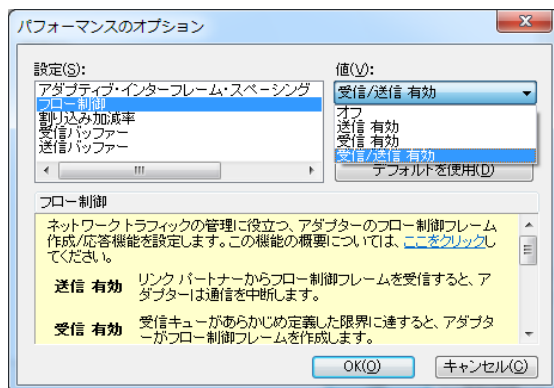 パフォーマンスのオプション
設定(S):
アダプティブ・インターフレーム・スペーシング
フロー制御
割り込み加減率
受信バッファー
送信バッファー
値(V):
受信/送信 有効
オフ
送信 有効
受信 有効
受信/送信 有効
デフォルトを使用(D)
フロー制御
ネットワークトラフィックの管理に役立つ、アダプターのフロー制御フレーム
作成/応答機能を設定します。この機能の概要については、ここをクリックし
てください。
送信 有効 リンク パートナーからフロー制御フレームを受信すると、ア
ダプターは通信を中断します。
受信 有効 受信キューがあらかじめ定義した限界に達すると、アダプタ
ーがフロー制御フレームを作成します。
OK(O)
キャンセル(C)